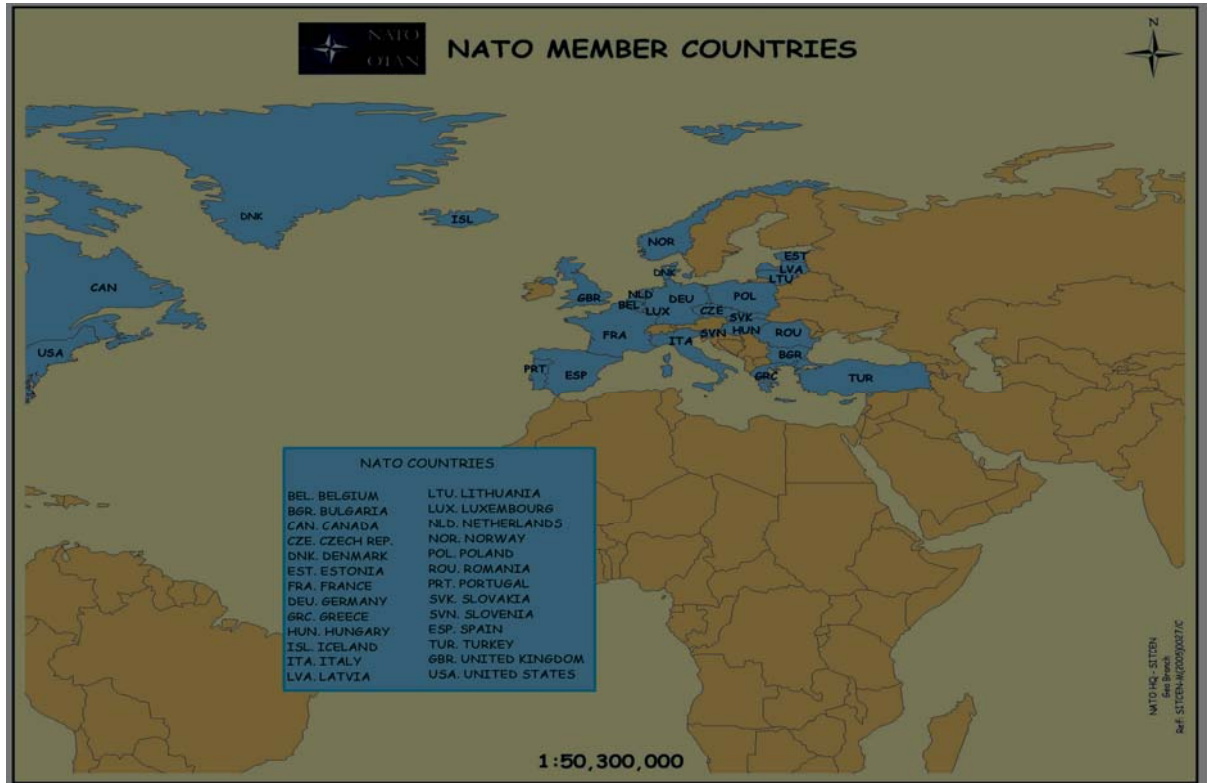 NATO
OTAN
NATO MEMBER COUNTRIES
N
DNK
ISL
NOR
CAN
EST
LVA
LTU
DNK
GBR
NLD
DEU
POL
BEL
LUX
CZE
SVK
USA
FRA
SVN
HUN
ROU
ITA
BGR
PRT
ESP
GRC
TUR
NATO COUNTRIES
BEL. BELGIUM
BGR. BULGARIA
CAN. CANADA
CZE. CZECH REP.
DNK. DENMARK
EST. ESTONIA
FRA. FRANCE
DEU. GERMANY
GRC. GREECE
HUN. HUNGARY
ISL. ICELAND
ITA. ITALY
LVA. LATVIA
LTU. LITHUANIA
LUX. LUXEMBOURG
NLD. NETHERLANDS
NOR. NORWAY
POL. POLAND
ROU. ROMANIA
PRT. PORTUGAL
SVK. SLOVAKIA
SVN. SLOVENIA
ESP. SPAIN
TUR. TURKEY
GBR. UNITED KINGDOM
USA. UNITED STATES
1:50,300,000
NATO HQ - SITCEN
Geo Branch
Ref: SITCEN-M(2005)0027/C